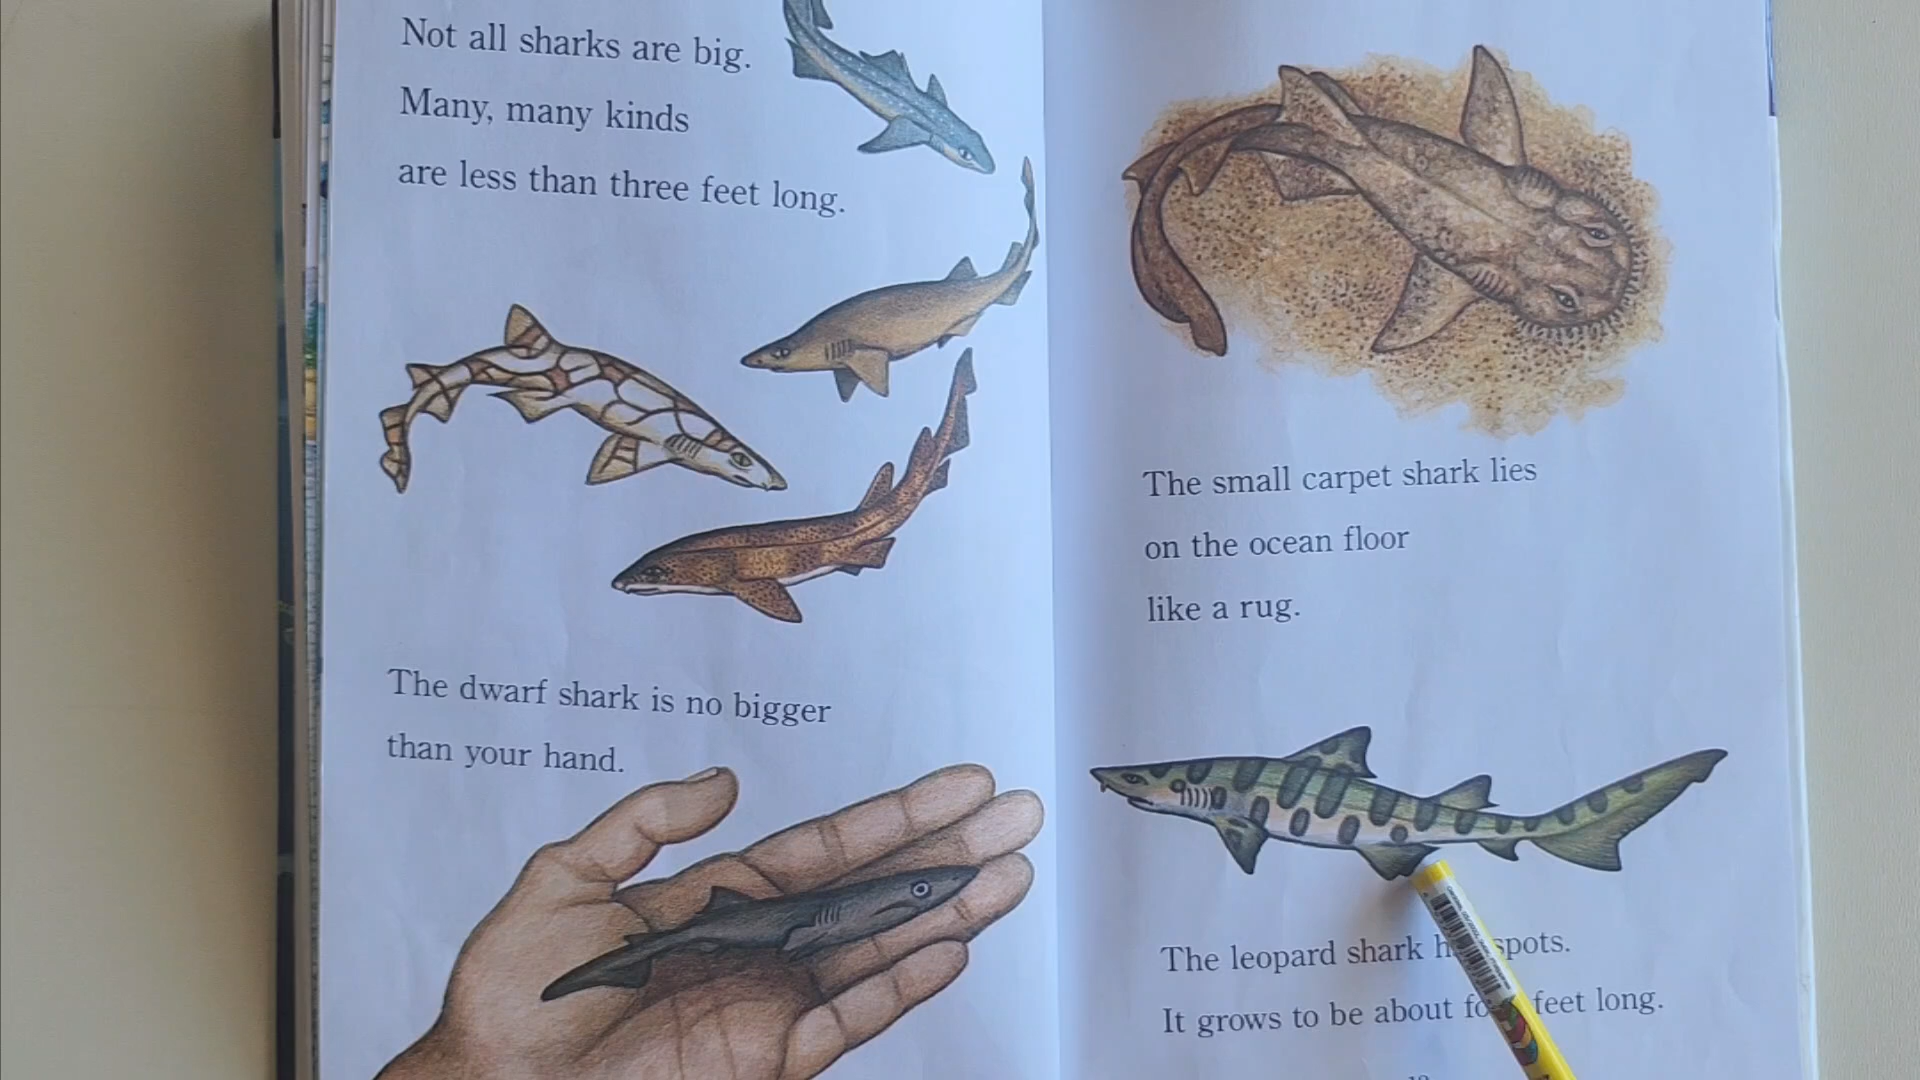 Not all sharks are big.
Many, many kinds
are less than three feet long.
The dwarf shark is no bigger
than your hand.
The small carpet shark lies
on the ocean floor
like a rug.
The leopard shark spots.
It grows to be about feet long.